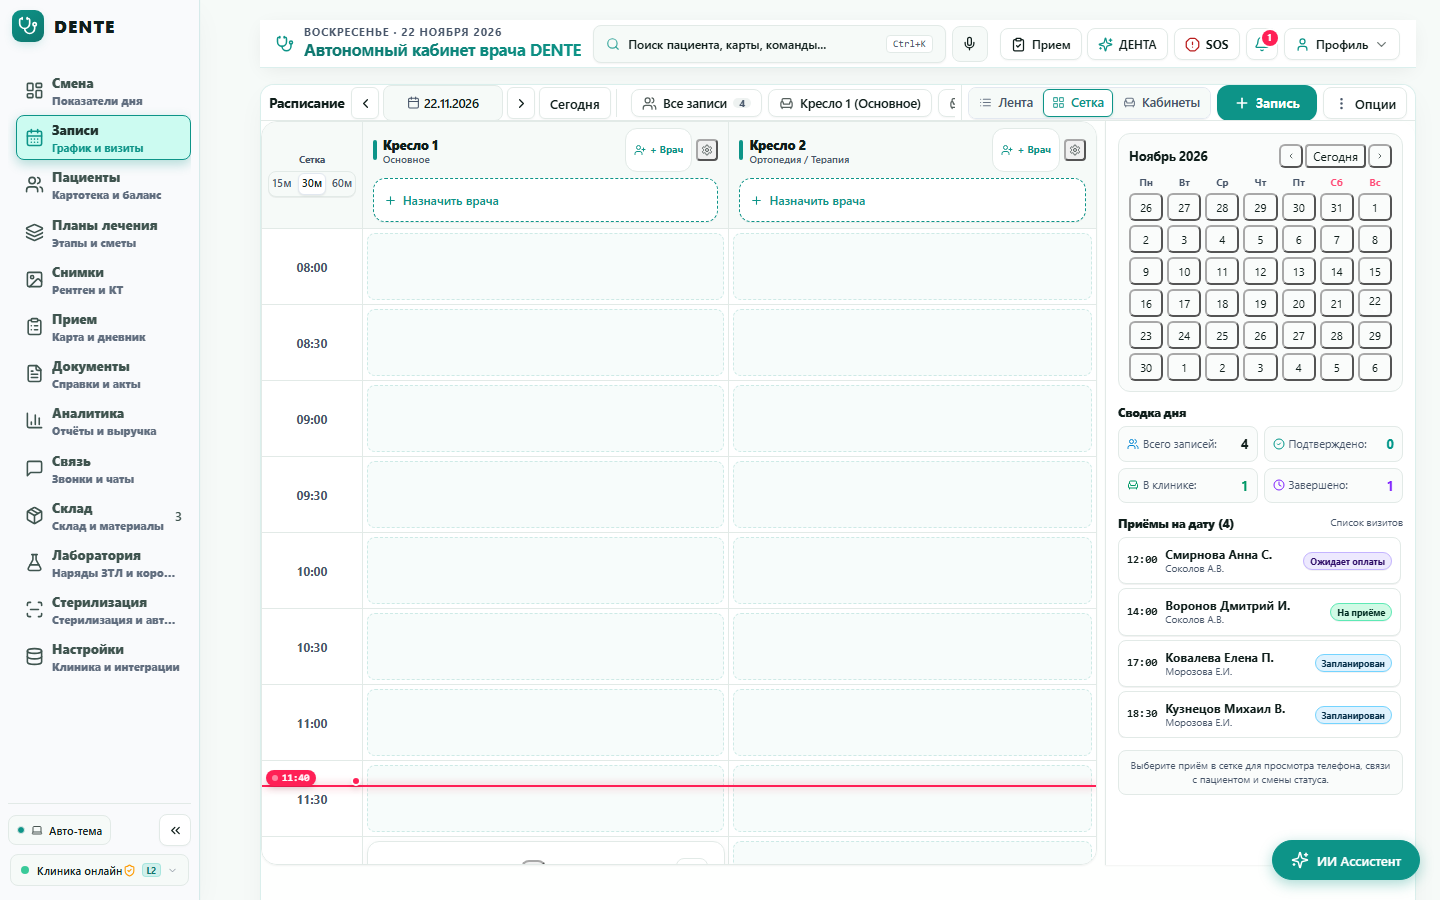 DENTE
Смена
Показатели дня
Записи
График и визиты
Пациенты
Картотека и баланс
Планы лечения
Этапы и сметы
Снимки
Рентген и КТ
Прием
Карта и дневник
Документы
Справки и акты
Аналитика
Отчёты и выручка
Связь
Звонки и чаты
Склад
Склад и материалы
3
Лаборатория
Наряды ЗТЛ и коро...
Стерилизация
Стерилизация и авт...
Настройки
Клиника и интеграции
Авто-тема
Клиника онлайн
L2
ВОСКРЕСЕНЬЕ · 22 НОЯБРЯ 2026
Автономный кабинет врача DENTE
Поиск пациента, карты, команды...
Ctrl+K
Прием
ДЕНТА
SOS
1
Профиль
Расписание
22.11.2026
Сегодня
Все записи 4
Кресло 1 (Основное)
Лента
Сетка
Кабинеты
Запись
Опции
Сетка
15м 30м 60м
Кресло 1
Основное
+ Врач
Назначить врача
Кресло 2
Ортопедия / Терапия
+ Врач
Назначить врача
08:00
08:30
09:00
09:30
10:00
10:30
11:00
11:40
11:30
Ноябрь 2026
Сегодня
Пн Вт Ср Чт Пт Сб Вс
26 27 28 29 30 31 1
2 3 4 5 6 7 8
9 10 11 12 13 14 15
16 17 18 19 20 21 22
23 24 25 26 27 28 29
30 1 2 3 4 5 6
Сводка дня
Всего записей: 4
Подтверждено: 0
В клинике: 1
Завершено: 1
Приёмы на дату (4)
Список визитов
12:00 Смирнова Анна С.
Соколов А.В.
Ожидает оплаты
14:00 Воронов Дмитрий И.
Соколов А.В.
На приёме
17:00 Ковалева Елена П.
Морозова Е.И.
Запланирован
18:30 Кузнецов Михаил В.
Морозова Е.И.
Запланирован
Выберите приём в сетке для просмотра телефона, связи
с пациентом и смены статуса.
ИИ Ассистент